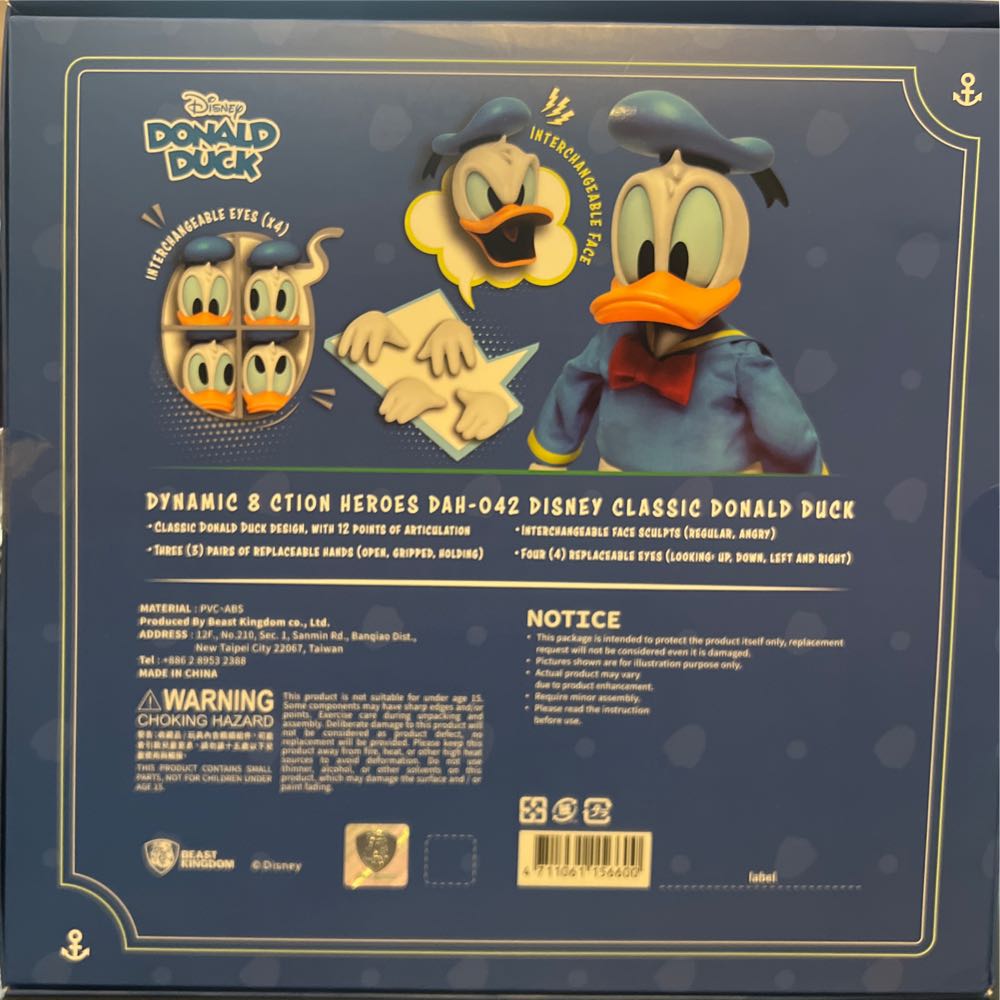 Disney
DONALD
DUCK
INTERCHANGEABLE EYES (X4)
INTERCHANGEABLE FACE
DYNAMIC 8 CTION HEROES DAH-042 DISNEY CLASSIC DONALD DUCK
•CLASSIC DONALD DUCK DESIGN, WITH 12 POINTS OF ARTICULATION
•THREE (3) PAIRS OF REPLACEABLE HANDS (OPEN, GRIPPED, HOLDING)
•INTERCHANGEABLE FACE SCULPTS (REGULAR, ANGRY)
•FOUR (4) REPLACEABLE EYES (LOOKING: UP, DOWN, LEFT AND RIGHT)
MATERIAL : PVC·ABS
Produced By Beast Kingdom co., Ltd.
ADDRESS : 12F., No.210, Sec. 1, Sanmin Rd., Banqiao Dist.,
New Taipei City 22067, Taiwan
Tel : +886 2 8953 2388
MADE IN CHINA
WARNING
CHOKING HAZARD
THIS PRODUCT CONTAINS SMALL
PARTS, NOT FOR CHILDREN UNDER
AGE 15.
This product is not suitable for under age 15.
Some components may have sharp edges and/or
points. Exercise care during unpacking and
assembly. Deliberate damage to this product will
not be considered as product defect, no
replacement will be provided. Please keep this
product away from fire, heat, or other high heat
sources to avoid deformation. Do not use
thinner, alcohol, or other solvents on this
product, which may damage the surface and / or
paint fading.
NOTICE
• This package is intended to protect the product itself only, replacement
request will not be considered even it is damaged.
• Pictures shown are for illustration purpose only.
• Actual product may vary
due to product enhancement.
• Require minor assembly.
• Please read the instruction
before use.
BEAST
KINGDOM
©Disney
4 711061 156600
label